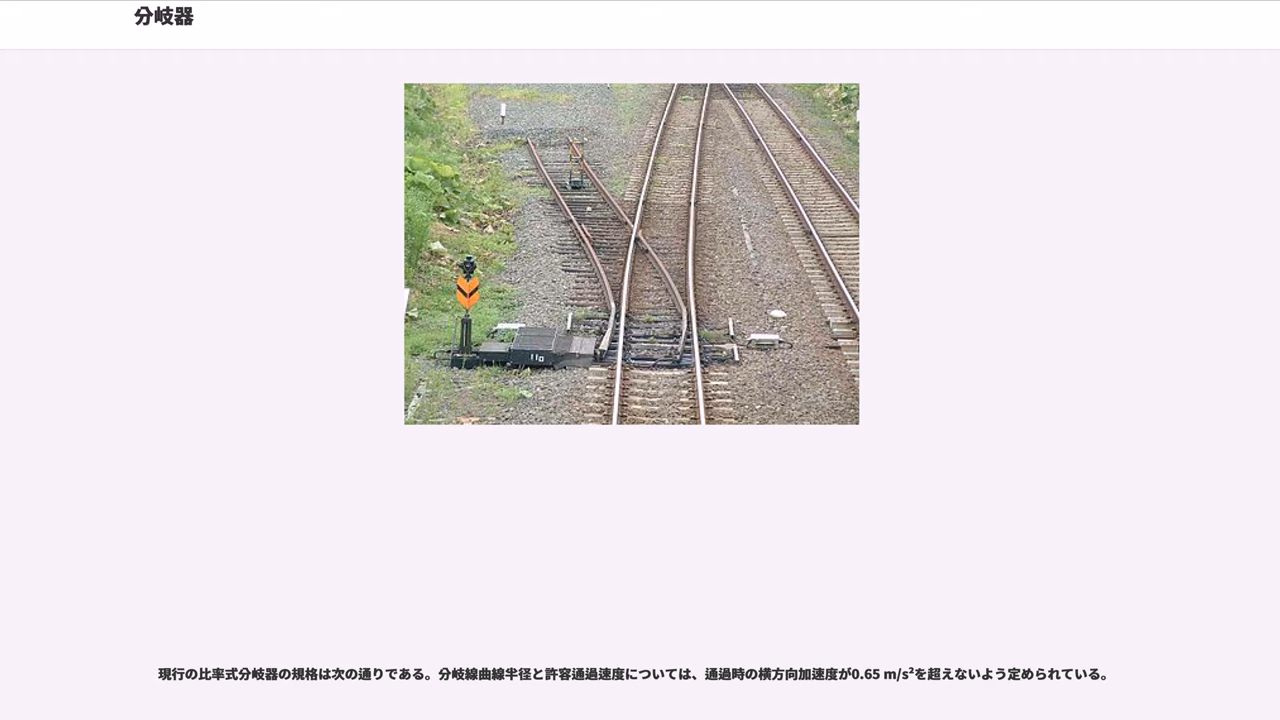 分岐器
110
現行の比率式分岐器の規格は次の通りである。分岐線曲線半径と許容通過速度については、通過時の横方向加速度が0.65 m/s²を超えないよう定められている。